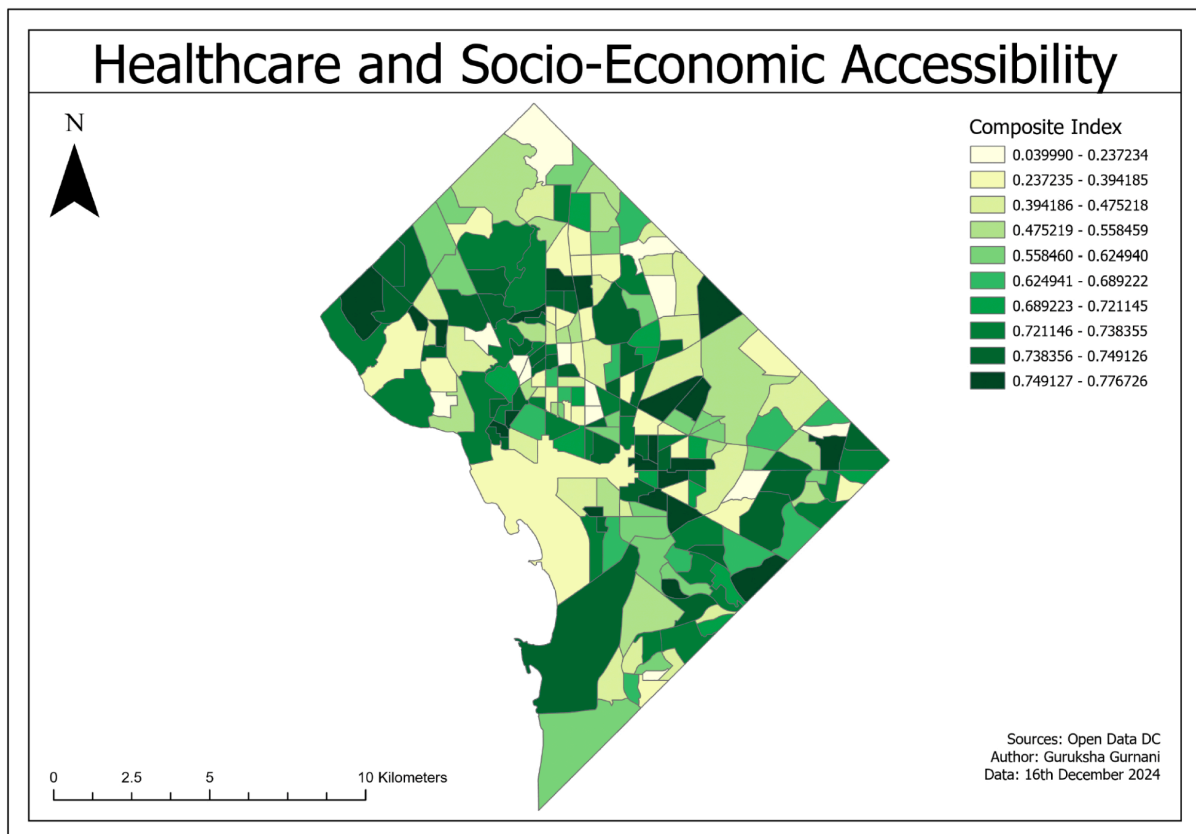 Healthcare and Socio-Economic Accessibility
N
Composite Index
0.039990 - 0.237234
0.237235 - 0.394185
0.394186 - 0.475218
0.475219 - 0.558459
0.558460 - 0.624940
0.624941 - 0.689222
0.689223 - 0.721145
0.721146 - 0.738355
0.738356 - 0.749126
0.749127 - 0.776726
0 2.5 5 10 Kilometers
Sources: Open Data DC
Author: Guruksha Gurnani
Data: 16th December 2024